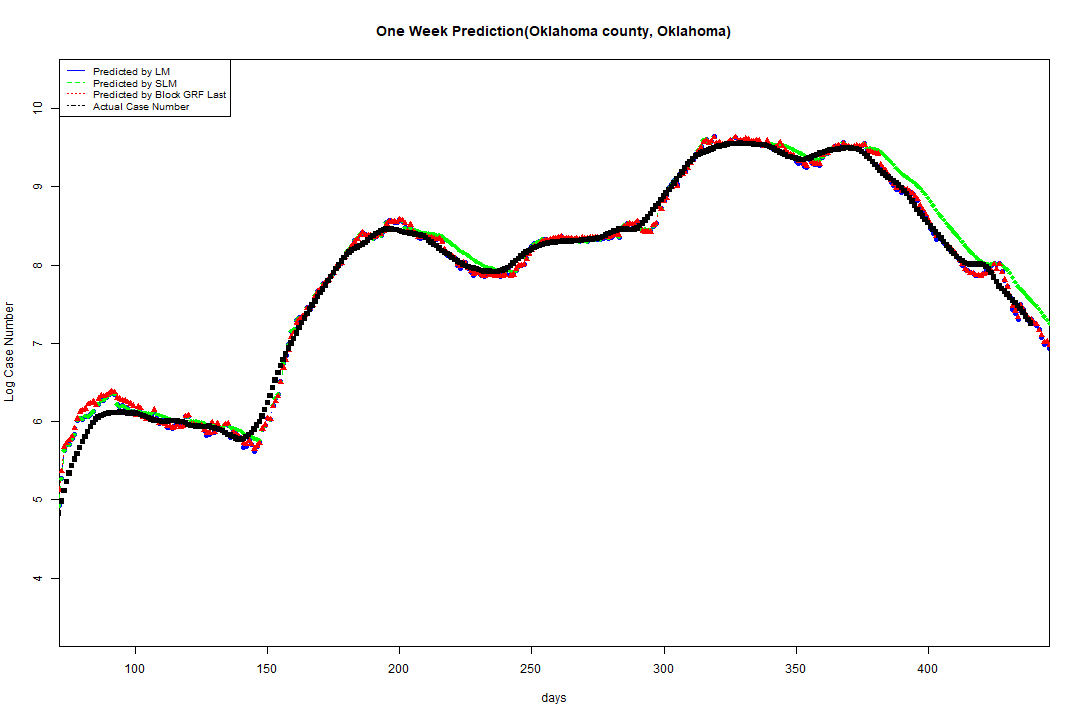 One Week Prediction(Oklahoma county, Oklahoma)
Predicted by LM
Predicted by SLM
Predicted by Block GRF Last
Actual Case Number
10
9
8
7
6
5
4
Log Case Number
100 150 200 250 300 350 400
days